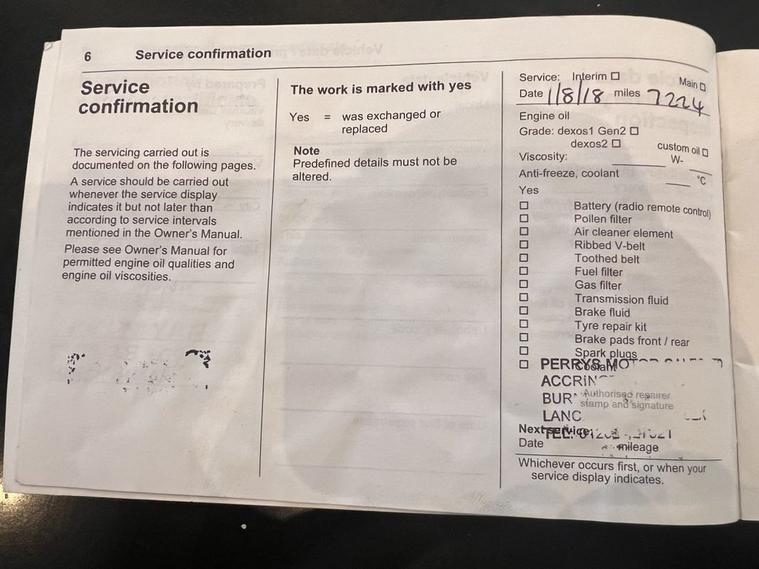 6 Service confirmation
Service
confirmation
The servicing carried out is
documented on the following pages.
A service should be carried out
whenever the service display
indicates it but not later than
according to service intervals
mentioned in the Owner's Manual.
Please see Owner's Manual for
permitted engine oil qualities and
engine oil viscosities.
The work is marked with yes
Yes = was exchanged or
replaced
Note
Predefined details must not be
altered.
Service: Interim ☐ Main ☐
Date 1/8/18 miles 7224
Engine oil
Grade: dexos1 Gen2 ☐
dexos2 ☐ custom oil ☐
Viscosity: W-
Anti-freeze, coolant °C
Yes
☐ Battery (radio remote control)
☐ Pollen filter
☐ Air cleaner element
☐ Ribbed V-belt
☐ Toothed belt
☐ Fuel filter
☐ Gas filter
☐ Transmission fluid
☐ Brake fluid
☐ Tyre repair kit
☐ Brake pads front / rear
☐ Spark plugs
☐ Coolant
PERRYS MOTOR
ACCRIN
BUR
Authorised repairer
stamp and signature
LANC
Next service:
TEL:
Date mileage
Whichever occurs first, or when your
service display indicates.